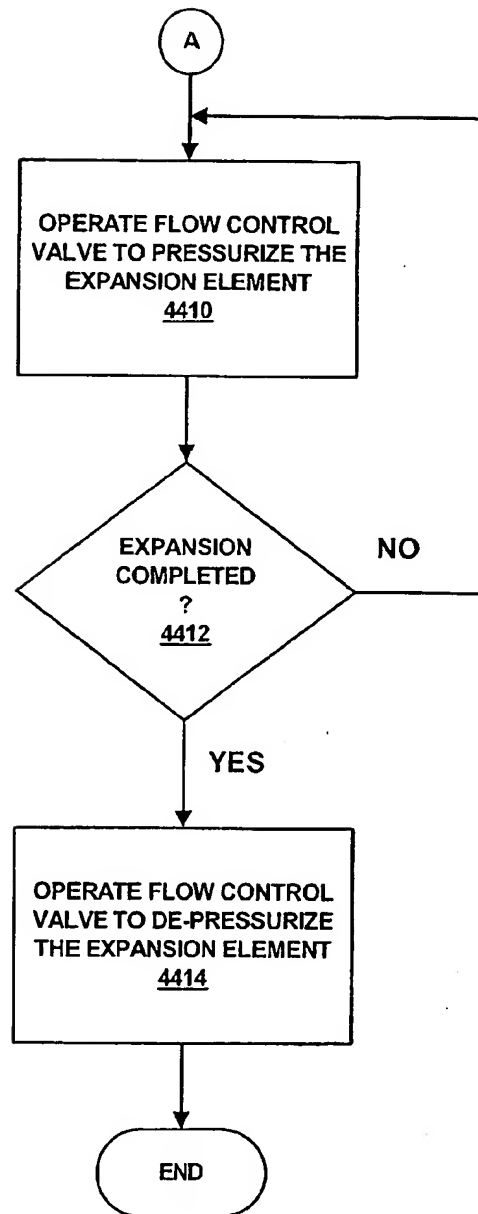 A
OPERATE FLOW CONTROL
VALVE TO PRESSURIZE THE
EXPANSION ELEMENT
4410
EXPANSION
COMPLETED
?
4412
NO
YES
OPERATE FLOW CONTROL
VALVE TO DE-PRESSURIZE
THE EXPANSION ELEMENT
4414
END